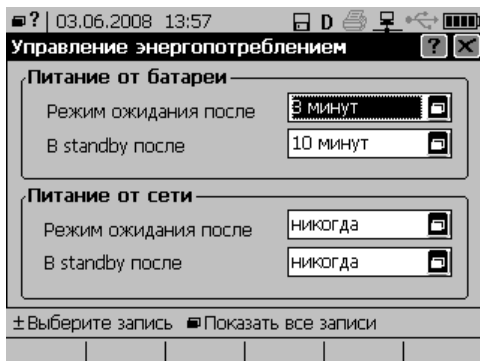 ? 03.06.2008 13:57 D
Управление энергопотреблением ? X
Питание от батареи
Режим ожидания после 3 минут
В standby после 10 минут
Питание от сети
Режим ожидания после никогда
В standby после никогда
±Выберите запись Показать все записи